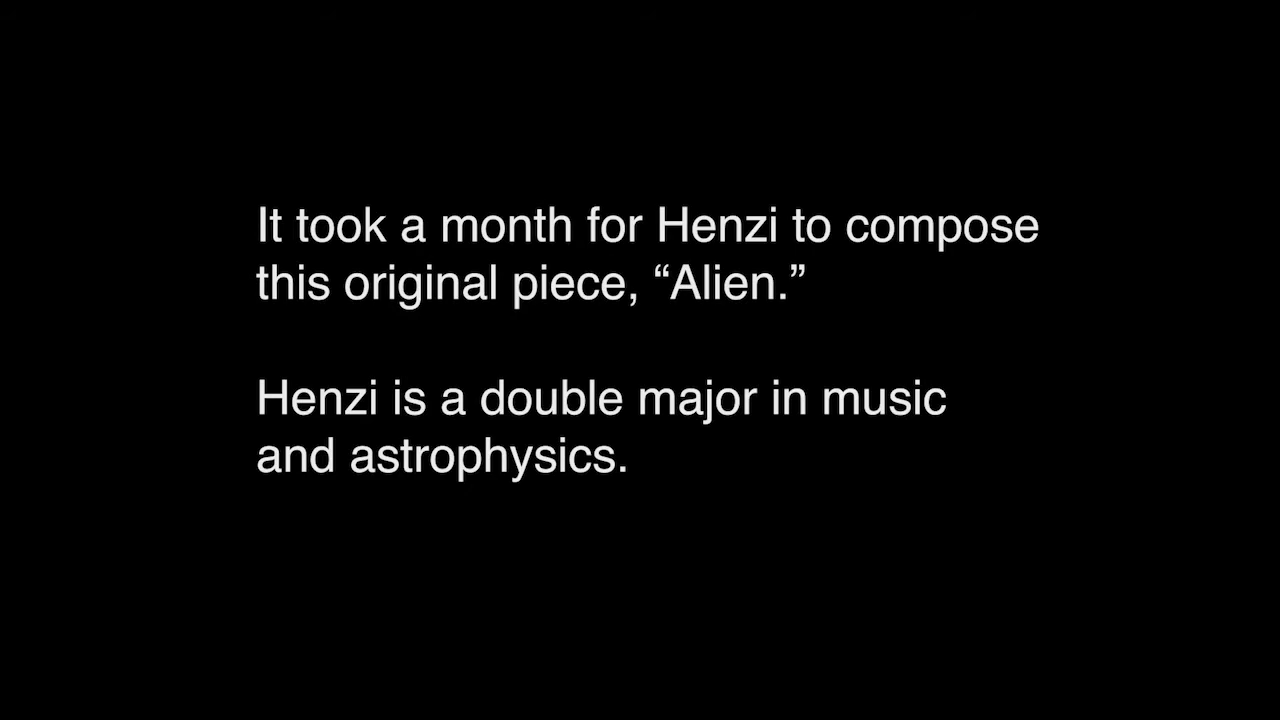 It took a month for Henzi to compose
this original piece, “Alien.”
Henzi is a double major in music
and astrophysics.